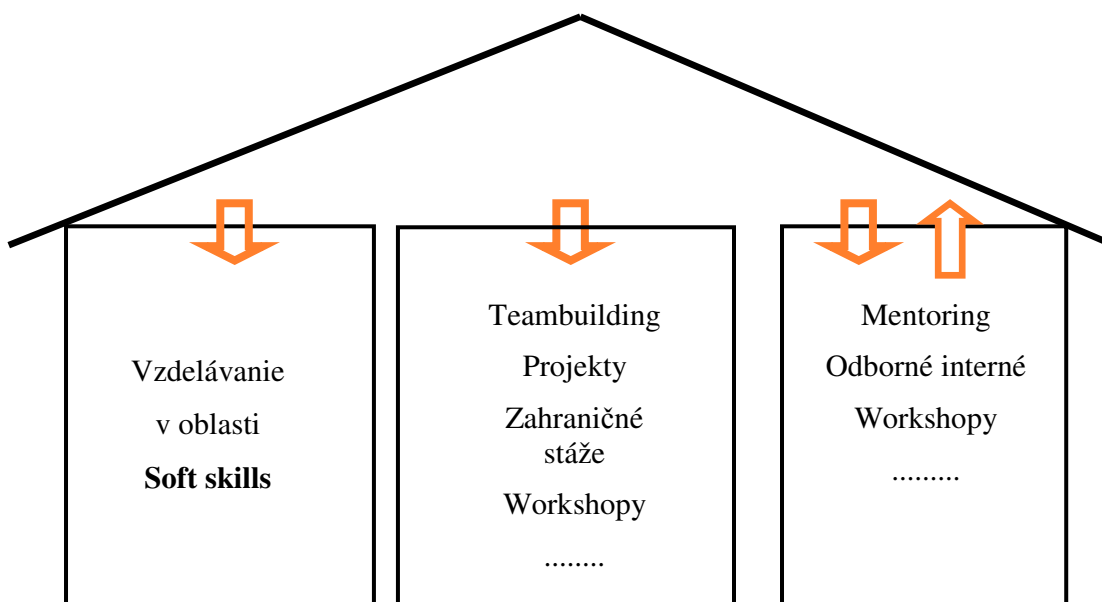 Vzdelávanie
v oblasti
Soft skills
Teambuilding
Projekty
Zahraničné
stáže
Workshopy
........
Mentoring
Odborné interné
Workshopy
.........